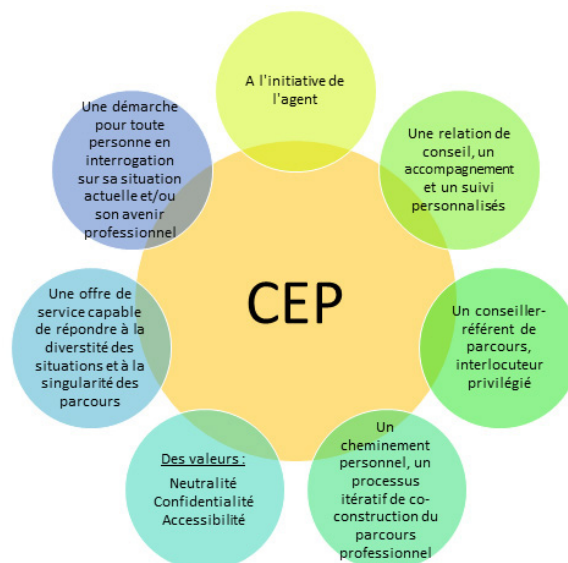 A l'initiative de
l'agent
Une relation de
conseil, un
accompagnement
et un suivi
personnalisés
Un conseiller-
référent de
parcours,
interlocuteur
privilégié
Un
cheminement
personnel, un
processus
itératif de co-
construction du
parcours
professionnel
Des valeurs :
Neutralité
Confidentialité
Accessibilité
Une offre de
service capable
de répondre à la
diverstité des
situations et à la
singularité des
parcours
Une démarche
pour toute
personne en
interrogation
sur sa situation
actuelle et/ou
son avenir
professionnel
CEP